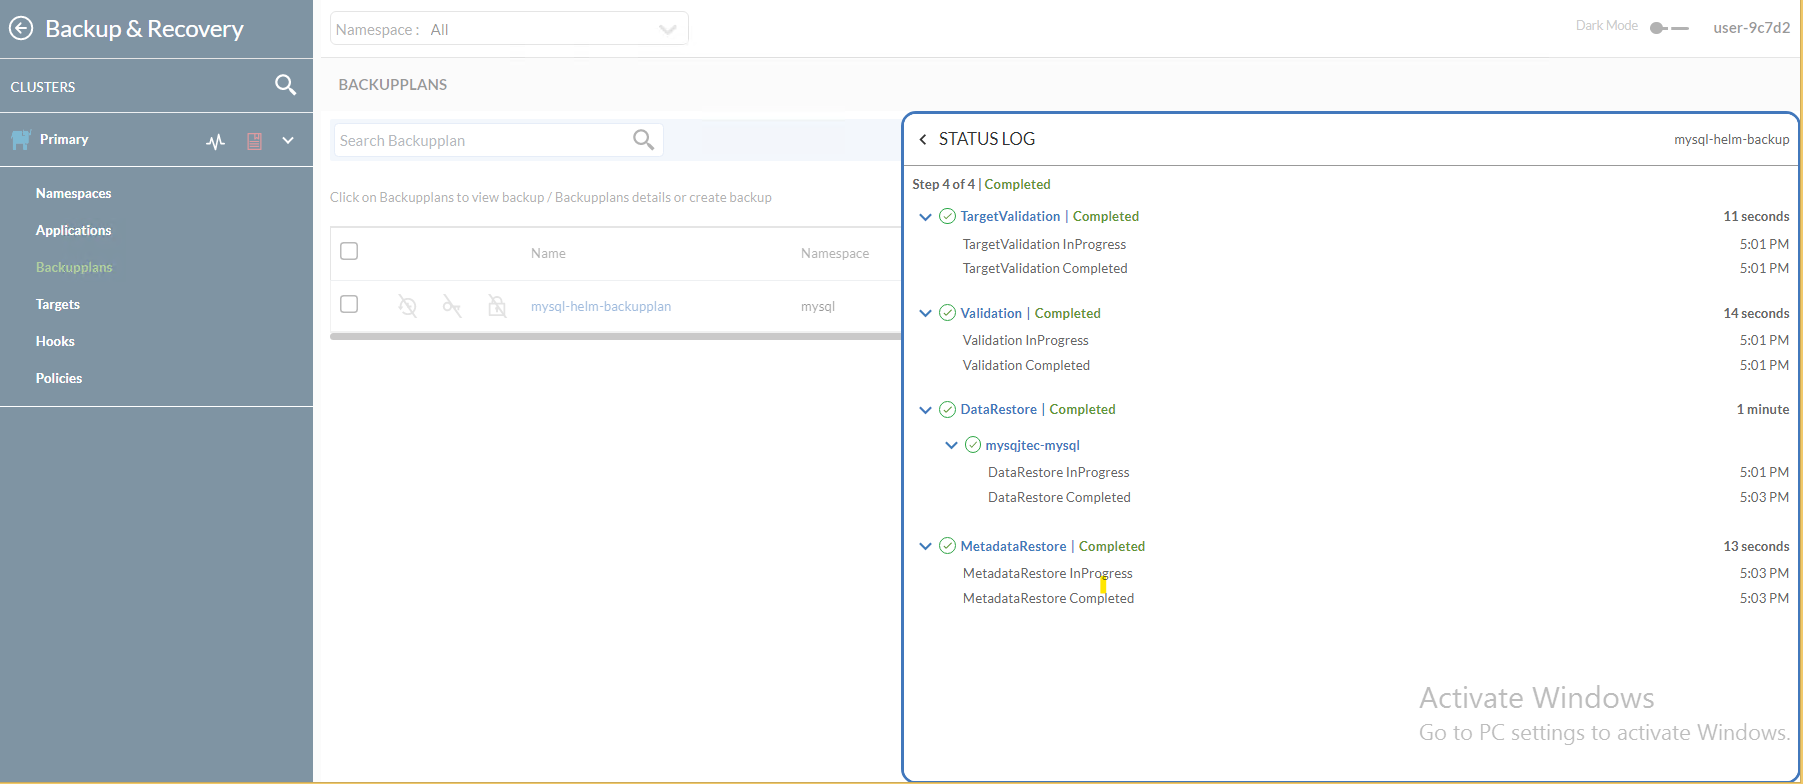 Backup & Recovery
Namespace : All
Dark Mode
user-9c7d2
CLUSTERS
BACKUPPLANS
Primary
Search Backupplan
Namespaces
Applications
Backupplans
Targets
Hooks
Policies
Click on Backupplans to view backup / Backupplans details or create backup
Name Namespace
mysql-helm-backupplan mysql
STATUS LOG mysql-helm-backup
Step 4 of 4 | Completed
TargetValidation | Completed 11 seconds
TargetValidation InProgress 5:01 PM
TargetValidation Completed 5:01 PM
Validation | Completed 14 seconds
Validation InProgress 5:01 PM
Validation Completed 5:01 PM
DataRestore | Completed 1 minute
mysqjtec-mysql
DataRestore InProgress 5:01 PM
DataRestore Completed 5:03 PM
MetadataRestore | Completed 13 seconds
MetadataRestore InProgress 5:03 PM
MetadataRestore Completed 5:03 PM
Activate Windows
Go to PC settings to activate Windows.